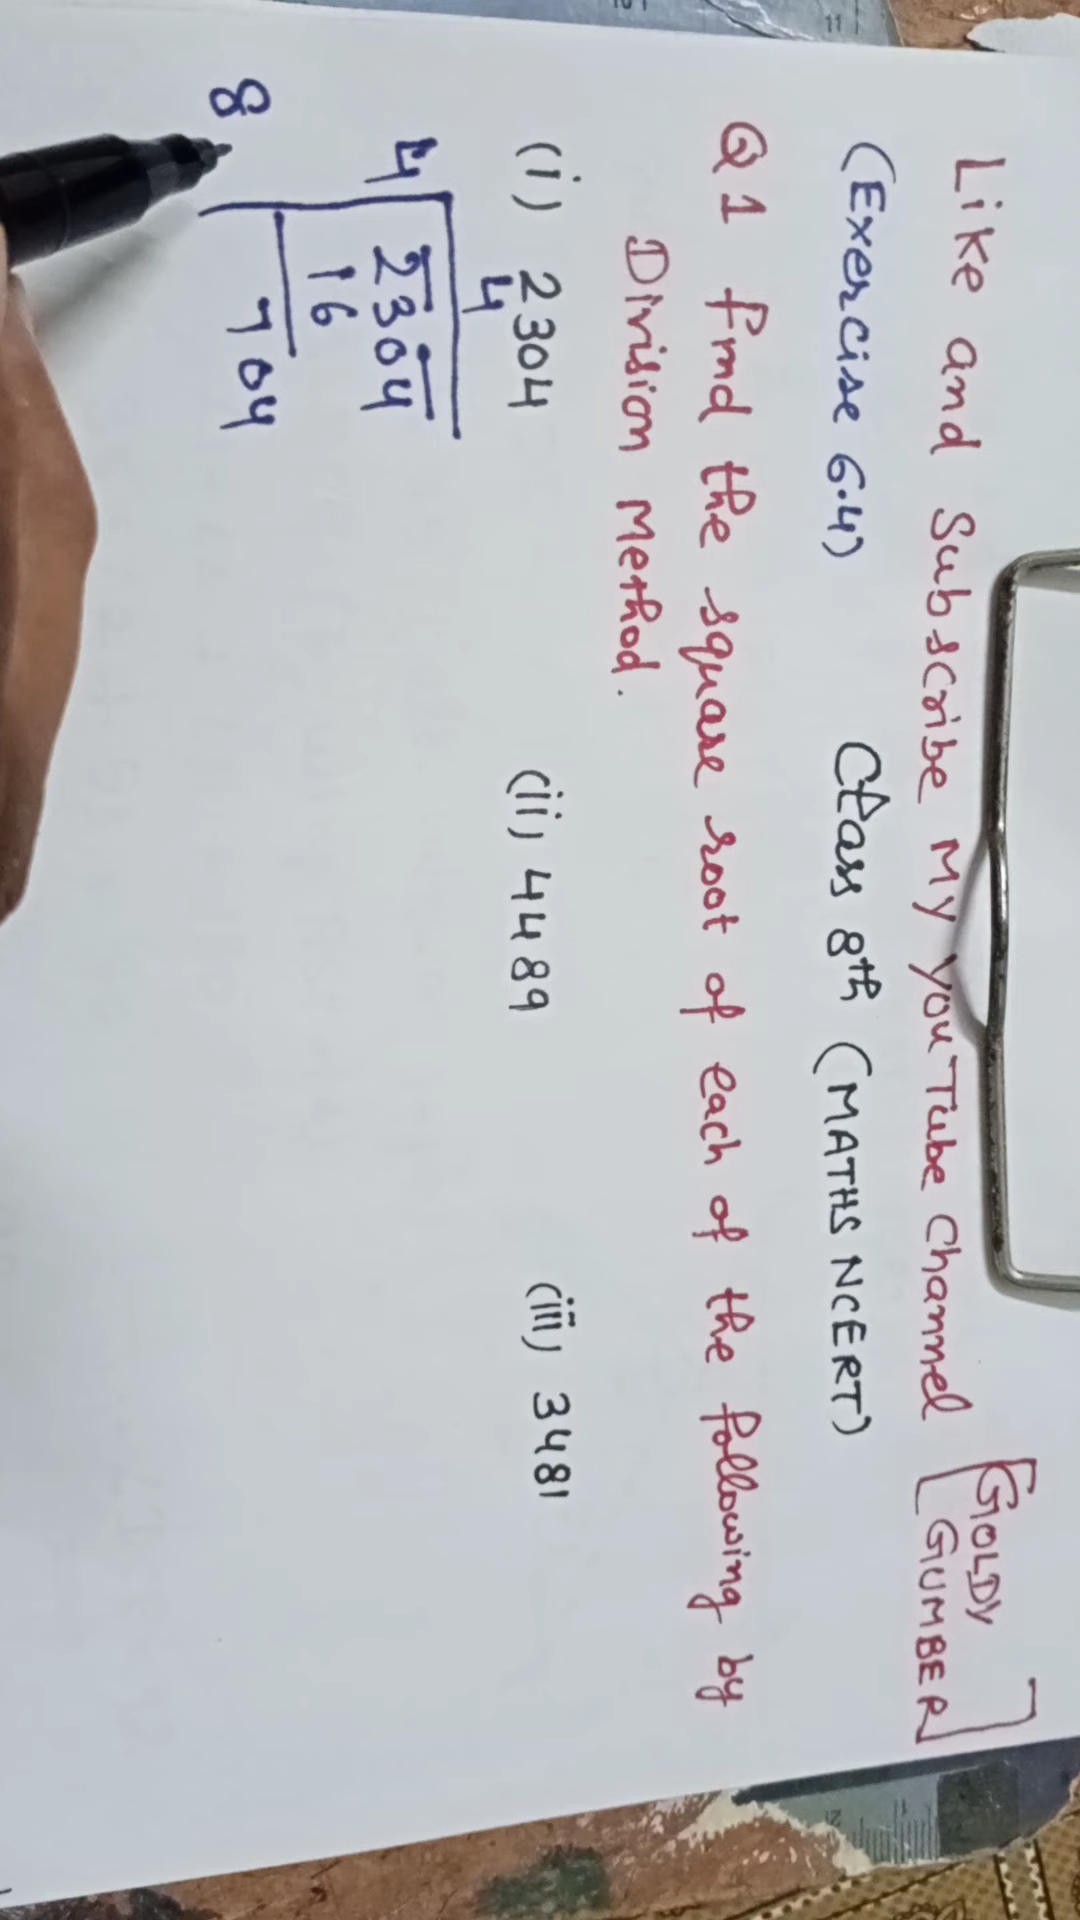 Like and Subscribe My YouTube Channel [GOLDY GUMBER]
(Exercise 6.4) Class 8th (MATHS NCERT)
Q1 find the square root of each of the following by
Division Method.
(i) 2304 (ii) 4489 (iii) 3481
4
4 2304
16
8 704